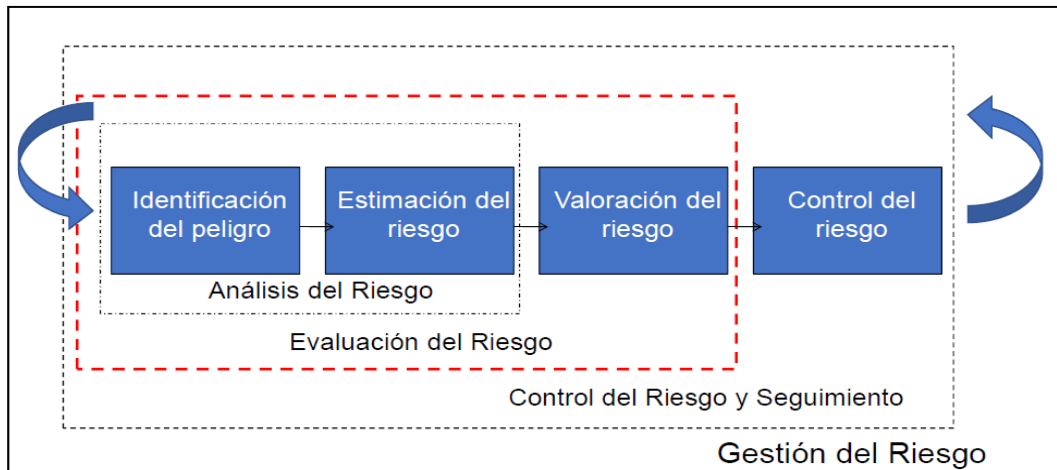 Identificación
del peligro
Estimación del
riesgo
Valoración del
riesgo
Control del
riesgo
Análisis del Riesgo
Evaluación del Riesgo
Control del Riesgo y Seguimiento
Gestión del Riesgo